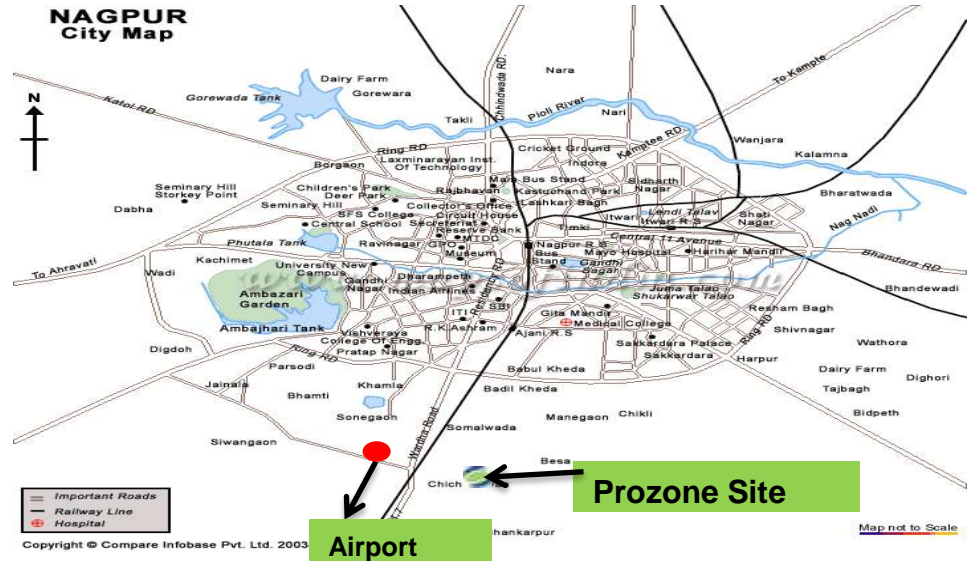 NAGPUR
City Map
N
Dairy Farm
Gorewara
Gorewada Tank
Katol RD
Takli
Chhindwada RD.
Nara
Pioli River
Nari
To Kample
Wanjara
Kalamna
Ring RD
Borgaon
Laxminarayan Inst.
Of Technology
Cricket Ground
Indora
Kamptee RD.
Seminary Hill
Storkey Point
Dabha
Children's Park
Deer Park
Seminary Hill
SFS College
Central School
Rajbhavan
Main Bus Stand
Kastuchand Park
Lashkari Bagh
Sidharth
Nagar
Bharatwada
Collector's Office
Circuit House
Secreteriat
Reserve Bank
MTDC
Itwari
Lendi Talav
Itwari R.S
Shati
Nagar
Nag Nadi
Timki
Phutala Tank
Ravinagar
GPO
Museum
Nagpur R.S
Bus
Stand
Mayo Hospital
Central 11 Avenue
Harihar Mandir
Bhandara RD
To Ahravati
Wadi
Kachimet
University New
Campus
Gandhi
Nagar
Dharampeth
Indian Airlines
Gandhi
Sagar
Juma Talao
Shukarwar Talao
Bhandewadi
Ambazari
Garden
Ambajhari Tank
ITI
SBI
Gita Mandir
Medical College
Resham Bagh
Shivnagar
Vishveraya
College Of Engg.
Pratap Nagar
R.K Ashram
Ajani R.S
Sakkardara Palace
Sakkardara
Ring RD
Harpur
Wathora
Digdoh
Ring RD
Parsodi
Babul Kheda
Dairy Farm
Dighori
Tajbagh
Jainala
Bhamti
Khamla
Badil Kheda
Bidpeth
Sonegaon
Manegaon
Chikli
Somalwada
Siwangaon
Wardha Road
Besa
Chich
Prozone Site
Important Roads
Railway Line
Hospital
Airport
hankarpur
Map not to Scale
Copyright © Compare Infobase Pvt. Ltd. 2003